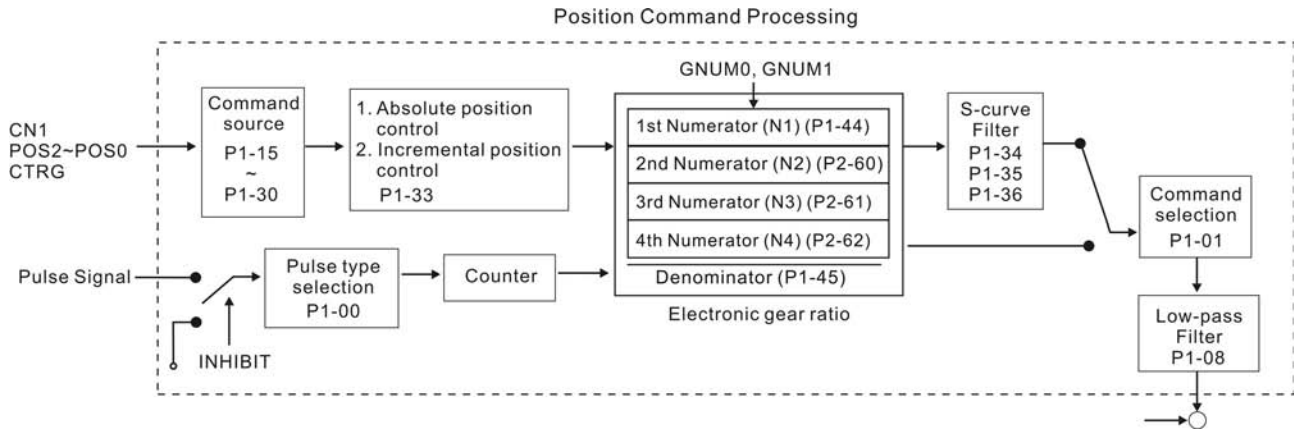 Position Command Processing
GNUM0, GNUM1
CN1
POS2~POS0
CTRG
Command
source
P1-15
~
P1-30
1. Absolute position
control
2. Incremental position
control
P1-33
1st Numerator (N1) (P1-44)
2nd Numerator (N2) (P2-60)
3rd Numerator (N3) (P2-61)
4th Numerator (N4) (P2-62)
Denominator (P1-45)
Electronic gear ratio
S-curve
Filter
P1-34
P1-35
P1-36
Command
selection
P1-01
Pulse Signal
INHIBIT
Pulse type
selection
P1-00
Counter
Low-pass
Filter
P1-08